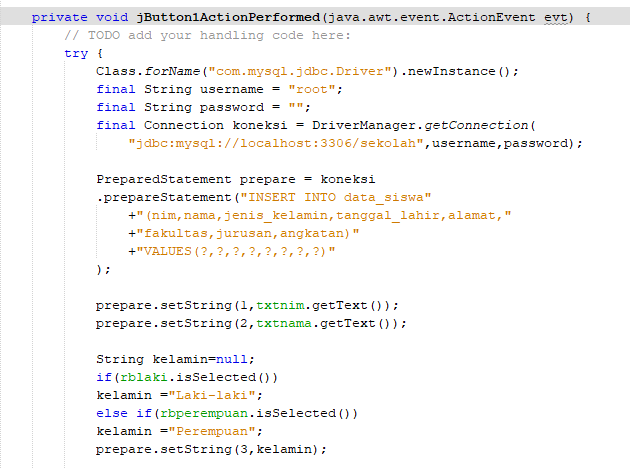 private void jButton1ActionPerformed(java.awt.event.ActionEvent evt) {
// TODO add your handling code here:
try {
Class.forName("com.mysql.jdbc.Driver").newInstance();
final String username = "root";
final String password = "";
final Connection koneksi = DriverManager.getConnection(
"jdbc:mysql://localhost:3306/sekolah",username,password);
PreparedStatement prepare = koneksi
.prepareStatement("INSERT INTO data_siswa"
+"(nim,nama,jenis_kelamin,tanggal_lahir,alamat,"
+"fakultas,jurusan,angkatan)"
+"VALUES(?,?,?,?,?,?,?,?)"
);
prepare.setString(1,txtnim.getText());
prepare.setString(2,txtnama.getText());
String kelamin=null;
if(rblaki.isSelected())
kelamin ="Laki-laki";
else if(rbperempuan.isSelected())
kelamin ="Perempuan";
prepare.setString(3,kelamin);